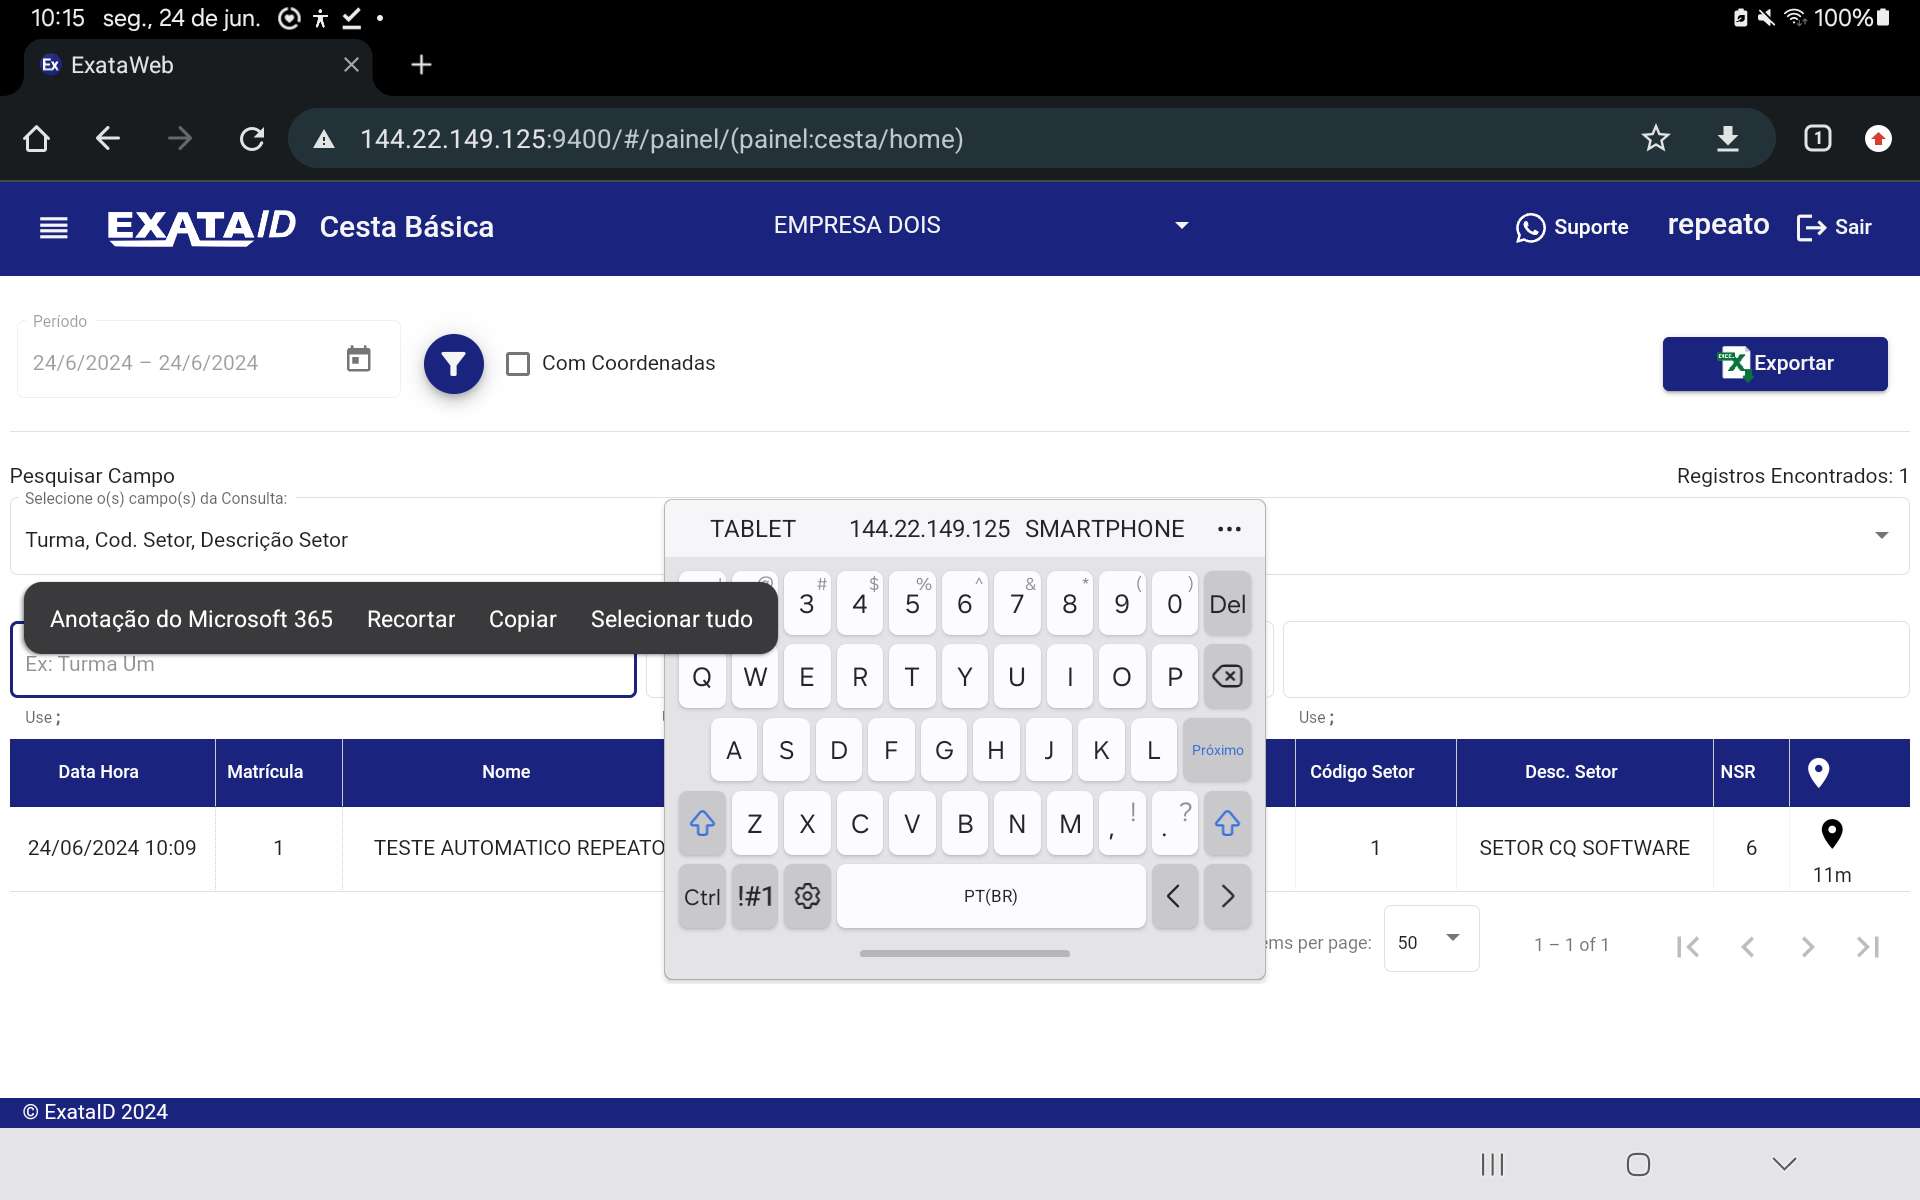 10:15 seg., 24 de jun. 100%
Ex ExataWeb
144.22.149.125:9400/#/painel/(painel:cesta/home) 1
EXATAID Cesta Básica EMPRESA DOIS Suporte repeato Sair
Período
24/6/2024 – 24/6/2024 Com Coordenadas Exportar
Pesquisar Campo Registros Encontrados: 1
Selecione o(s) campo(s) da Consulta:
Turma, Cod. Setor, Descrição Setor
TABLET 144.22.149.125 SMARTPHONE
# $ % ^ & * ( )
3 4 5 6 7 8 9 0 Del
Anotação do Microsoft 365 Recortar Copiar Selecionar tudo
Ex: Turma Um
Q W E R T Y U I O P
Use ; Use ;
A S D F G H J K L Próximo
Data Hora Matrícula Nome Código Setor Desc. Setor NSR
Z X C V B N M , ! . ?
24/06/2024 10:09 1 TESTE AUTOMATICO REPEATO 1 SETOR CQ SOFTWARE 6
11m
Ctrl !#1 PT(BR)
ems per page: 50 1 – 1 of 1
© ExataID 2024